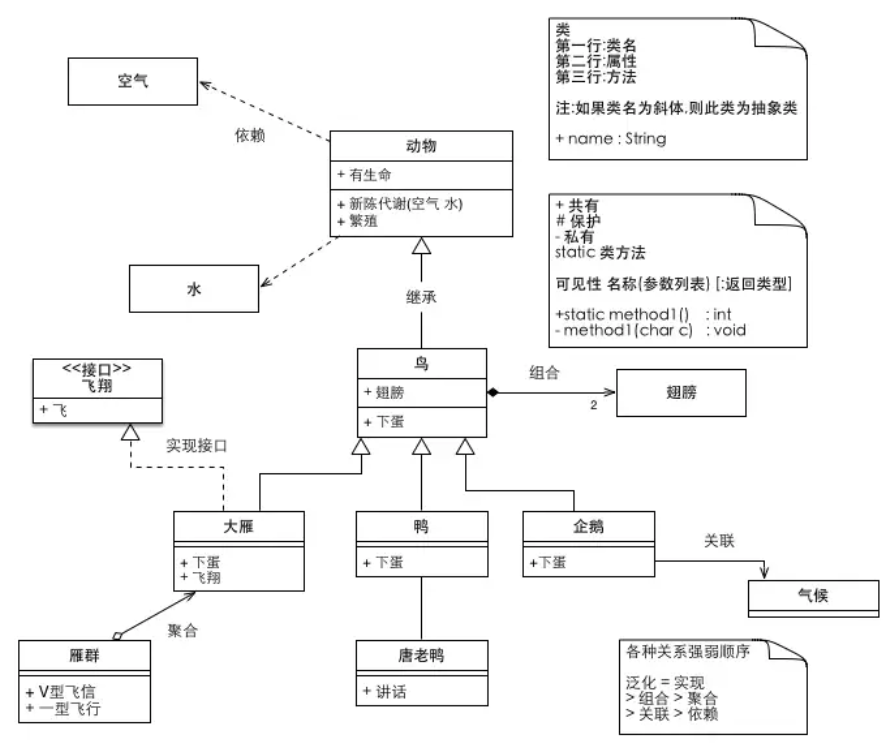 空气
依赖
动物
+ 有生命
+ 新陈代谢(空气 水)
+ 繁殖
水
继承
类
第一行:类名
第二行:属性
第三行:方法
注:如果类名为斜体.则此类为抽象类
+ name : String
+ 共有
# 保护
- 私有
static 类方法
可见性 名称(参数列表) [:返回类型]
+static method1() : int
- method1(char c) : void
<<接口>>
飞翔
+ 飞
实现接口
鸟
+ 翅膀
+ 下蛋
组合
2
翅膀
大雁
+ 下蛋
+ 飞翔
鸭
+ 下蛋
企鹅
+下蛋
关联
气候
聚合
雁群
+ V型飞信
+ 一型飞行
唐老鸭
+ 讲话
各种关系强弱顺序
泛化 = 实现
> 组合 > 聚合
> 关联 > 依赖